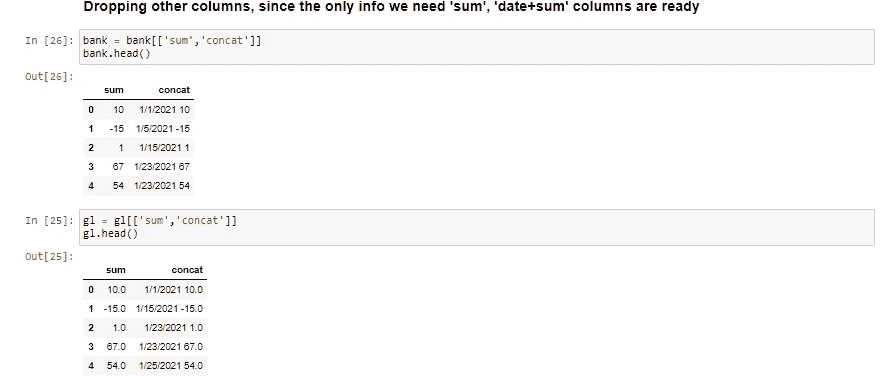 Dropping other columns, since the only info we need 'sum', 'date+sum' columns are ready
In [26]: bank = bank[['sum','concat']]
bank.head()
Out[26]:
sum concat
0 10 1/1/2021 10
1 -15 1/5/2021 -15
2 1 1/15/2021 1
3 67 1/23/2021 67
4 54 1/23/2021 54
In [25]: gl = gl[['sum','concat']]
gl.head()
Out[25]:
sum concat
0 10.0 1/1/2021 10.0
1 -15.0 1/15/2021 -15.0
2 1.0 1/23/2021 1.0
3 67.0 1/23/2021 67.0
4 54.0 1/25/2021 54.0